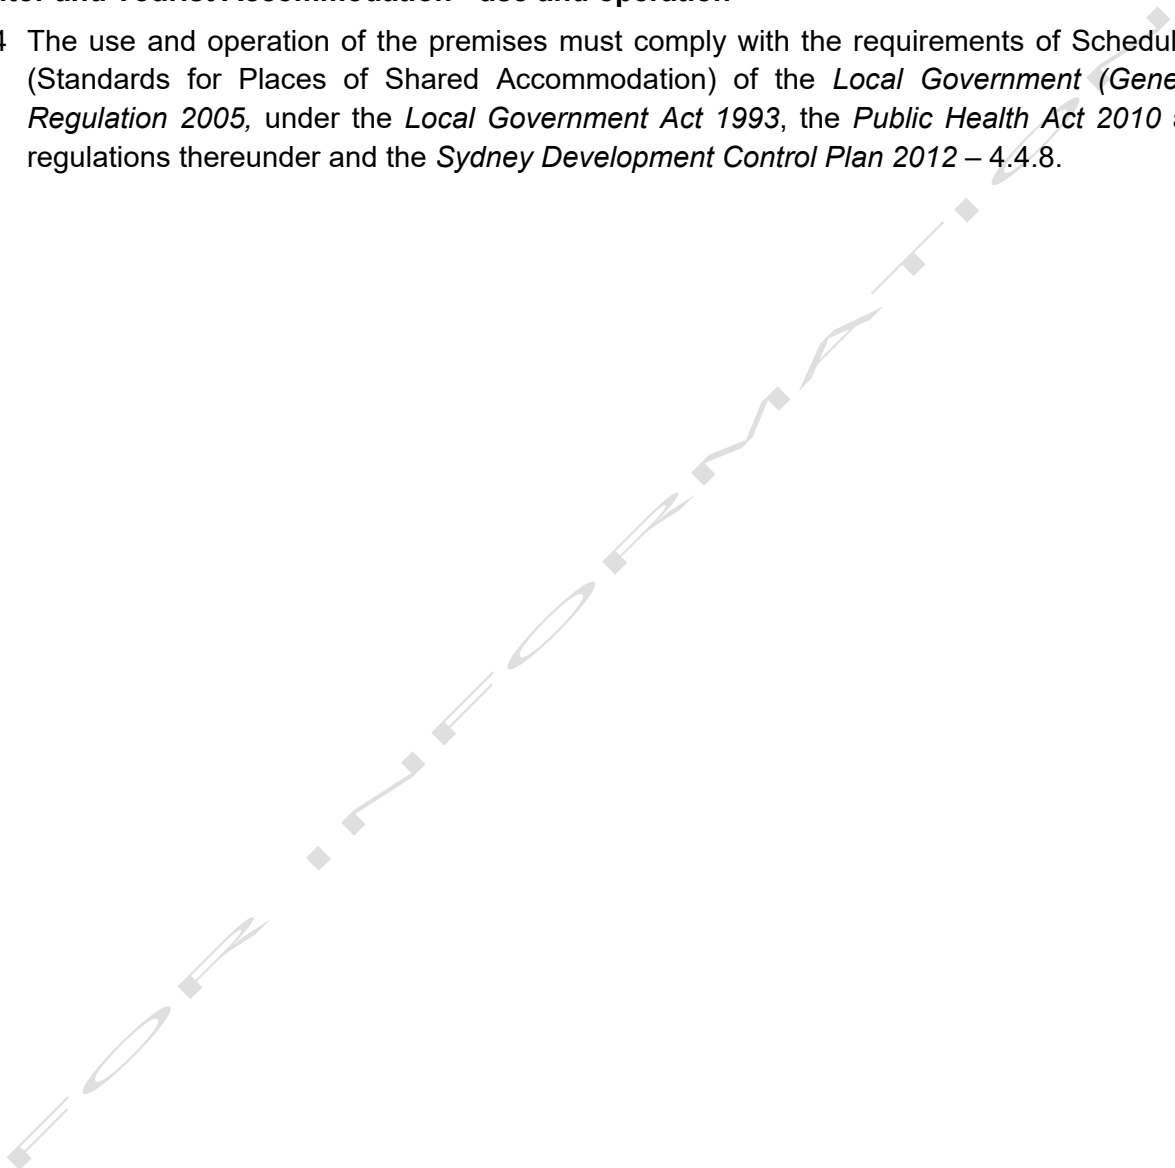 and Tourist Accommodation - use and operation
4 The use and operation of the premises must comply with the requirements of Schedul
(Standards for Places of Shared Accommodation) of the Local Government (Gene
Regulation 2005, under the Local Government Act 1993, the Public Health Act 2010
regulations thereunder and the Sydney Development Control Plan 2012 – 4.4.8.